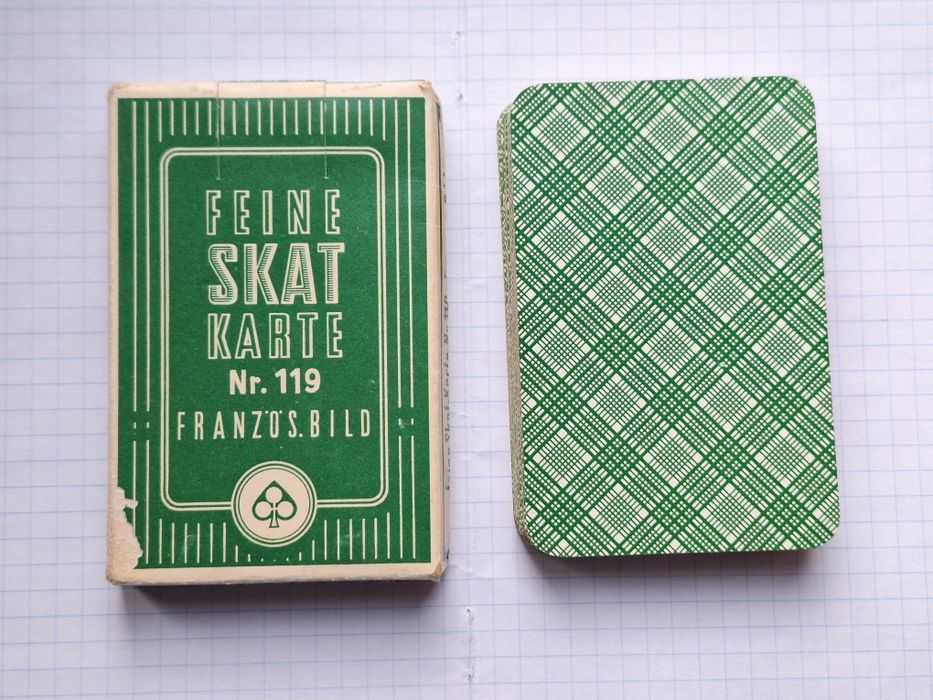 FEINE
SKAT
KARTE
Nr. 119
FRANZÖS. BILD